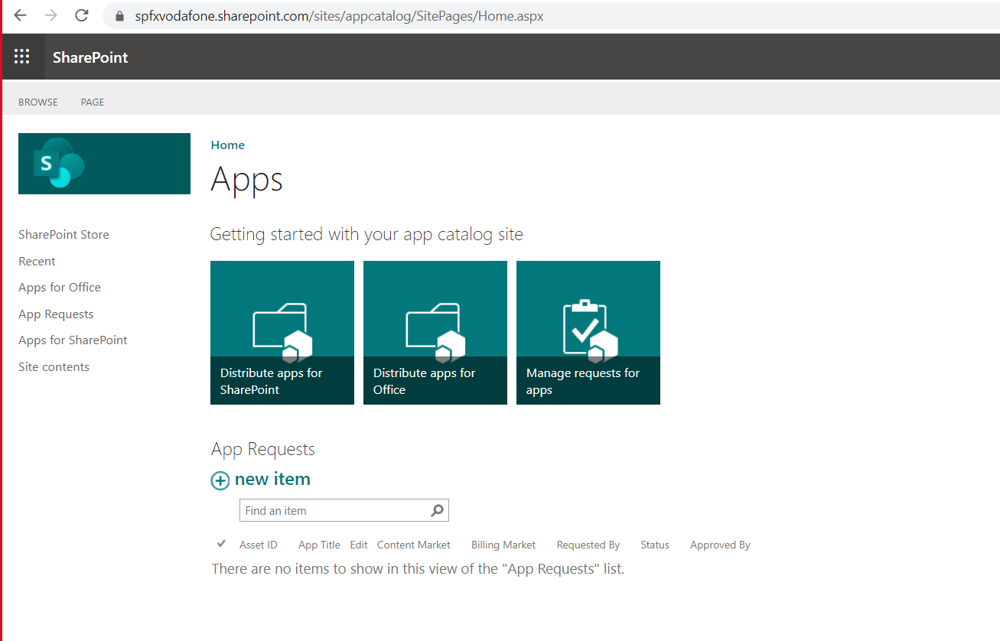 spfxvodafone.sharepoint.com/sites/appcatalog/SitePages/Home.aspx
SharePoint
BROWSE PAGE
S
Home
Apps
SharePoint Store
Recent
Apps for Office
App Requests
Apps for SharePoint
Site contents
Getting started with your app catalog site
Distribute apps for
SharePoint
Distribute apps for
Office
Manage requests for
apps
App Requests
new item
Find an item
Asset ID App Title Edit Content Market Billing Market Requested By Status Approved By
There are no items to show in this view of the "App Requests" list.